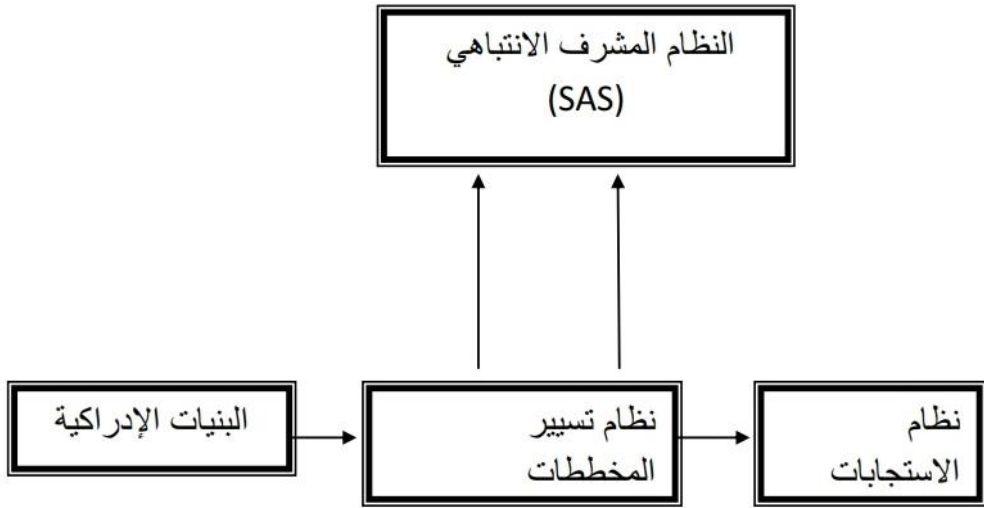 النظام المشرف الانتباهي
(SAS)
البنيات الإدراكية
نظام تسيير
المخططات
نظام
الاستجابات